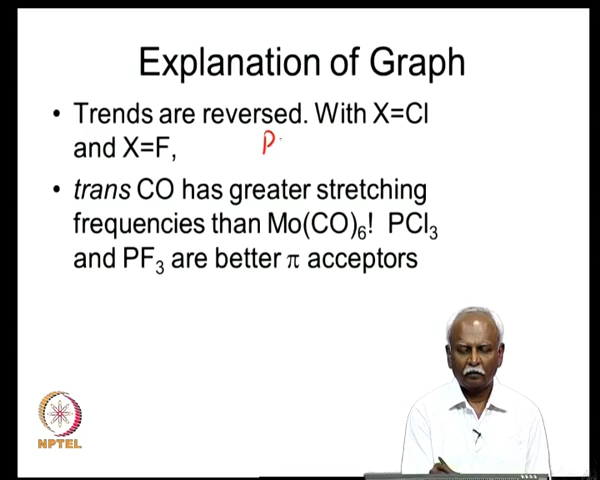 Explanation of Graph
• Trends are reversed. With X=Cl
and X=F,
P
• trans CO has greater stretching
frequencies than Mo(CO)₆! PCl₃
and PF₃ are better π acceptors
NPTEL